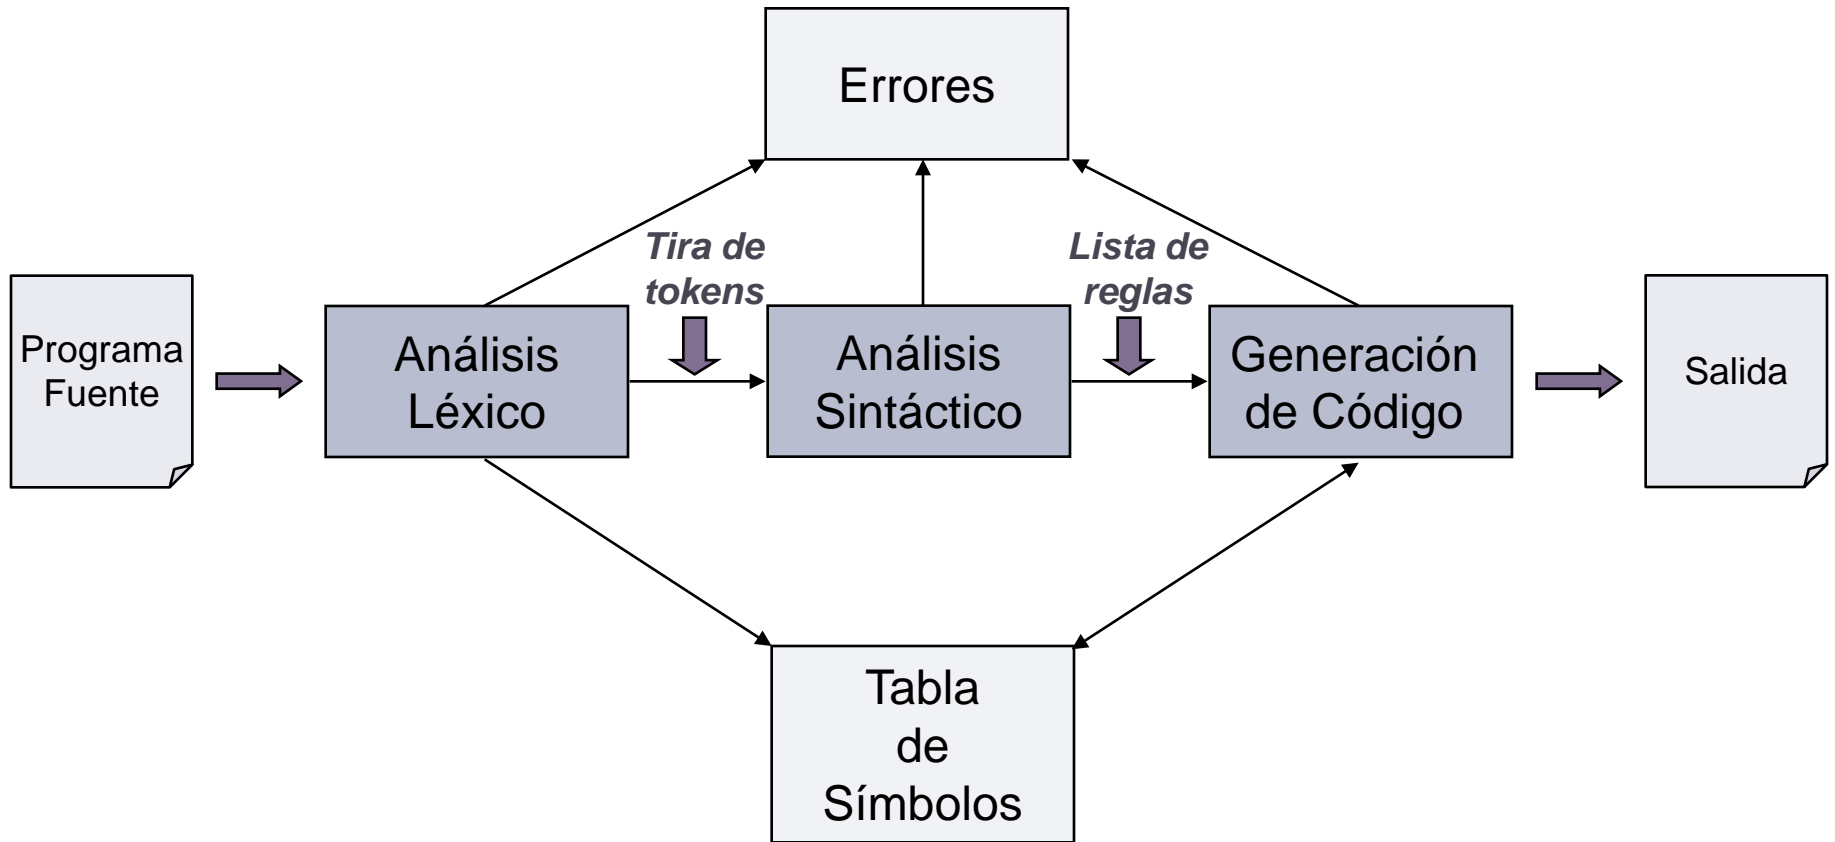 Errores
Tira de
tokens
Lista de
reglas
Programa
Fuente
Análisis
Léxico
Análisis
Sintáctico
Generación
de Código
Salida
Tabla
de
Símbolos